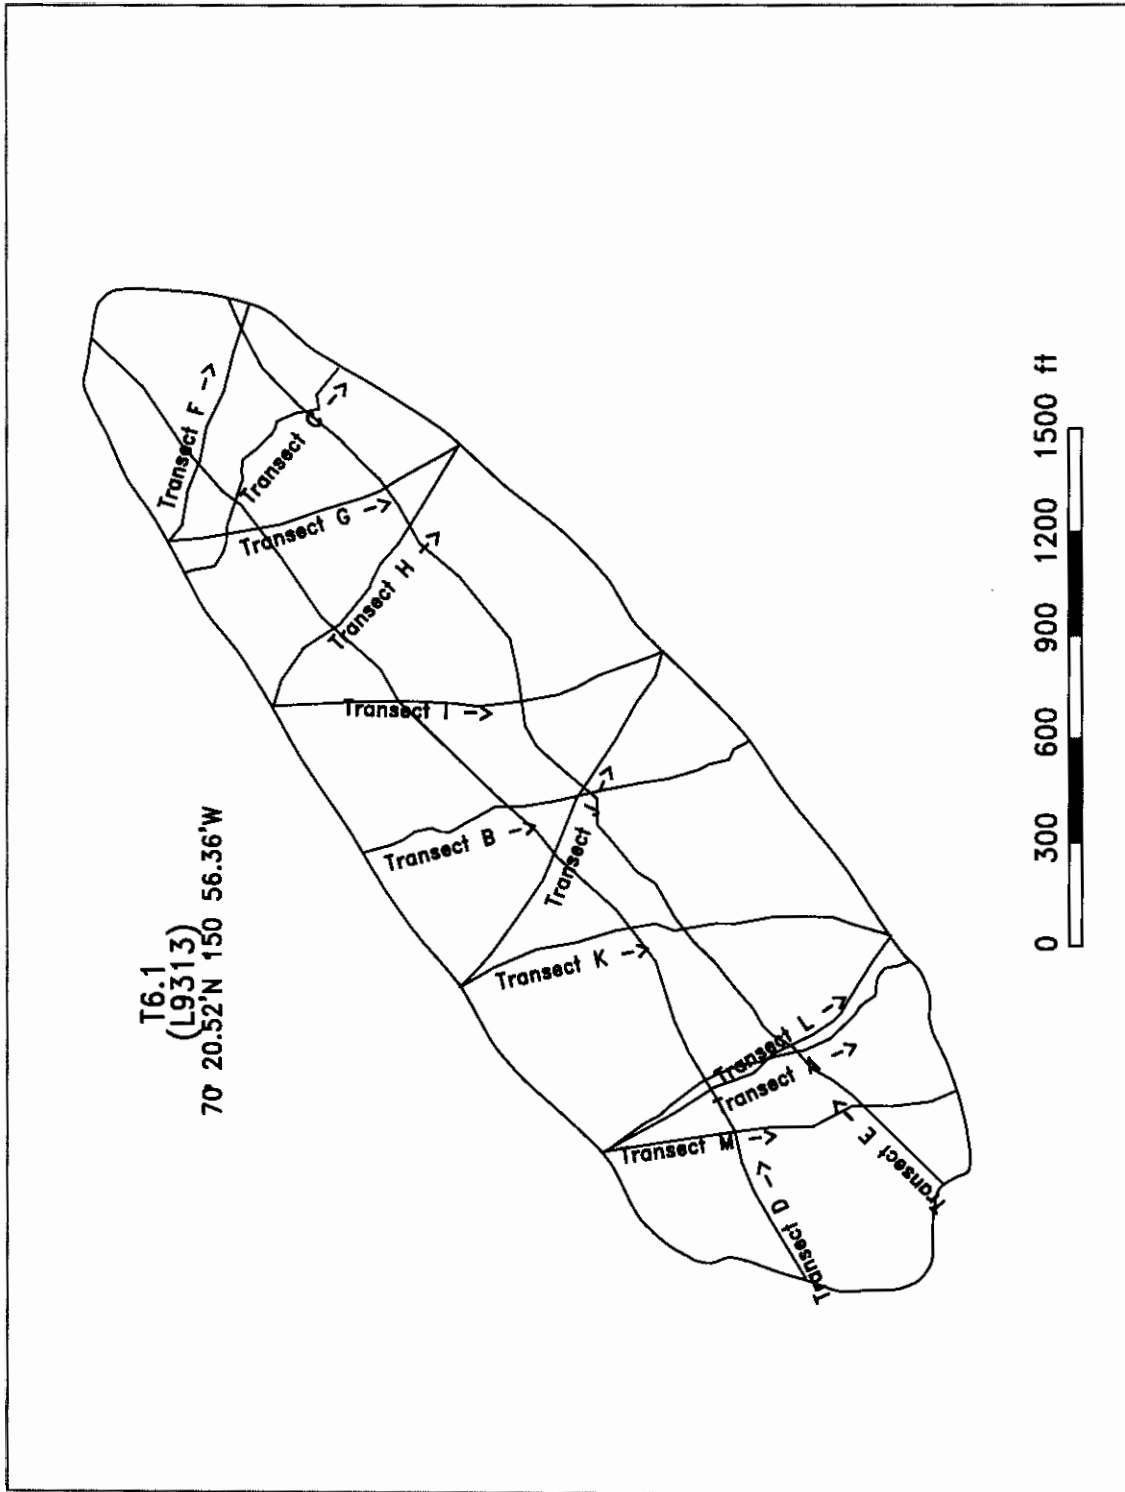 T6.1
(L9313)
70° 20.52'N 150 56.36'W
Transect F -->
Transect C -->
Transect G -->
Transect H -->
Transect I -->
Transect B -->
Transect J -->
Transect K -->
Transect L -->
Transect A -->
Transect M -->
Transect D -->
Transect E -->
0 300 600 900 1200 1500 ft